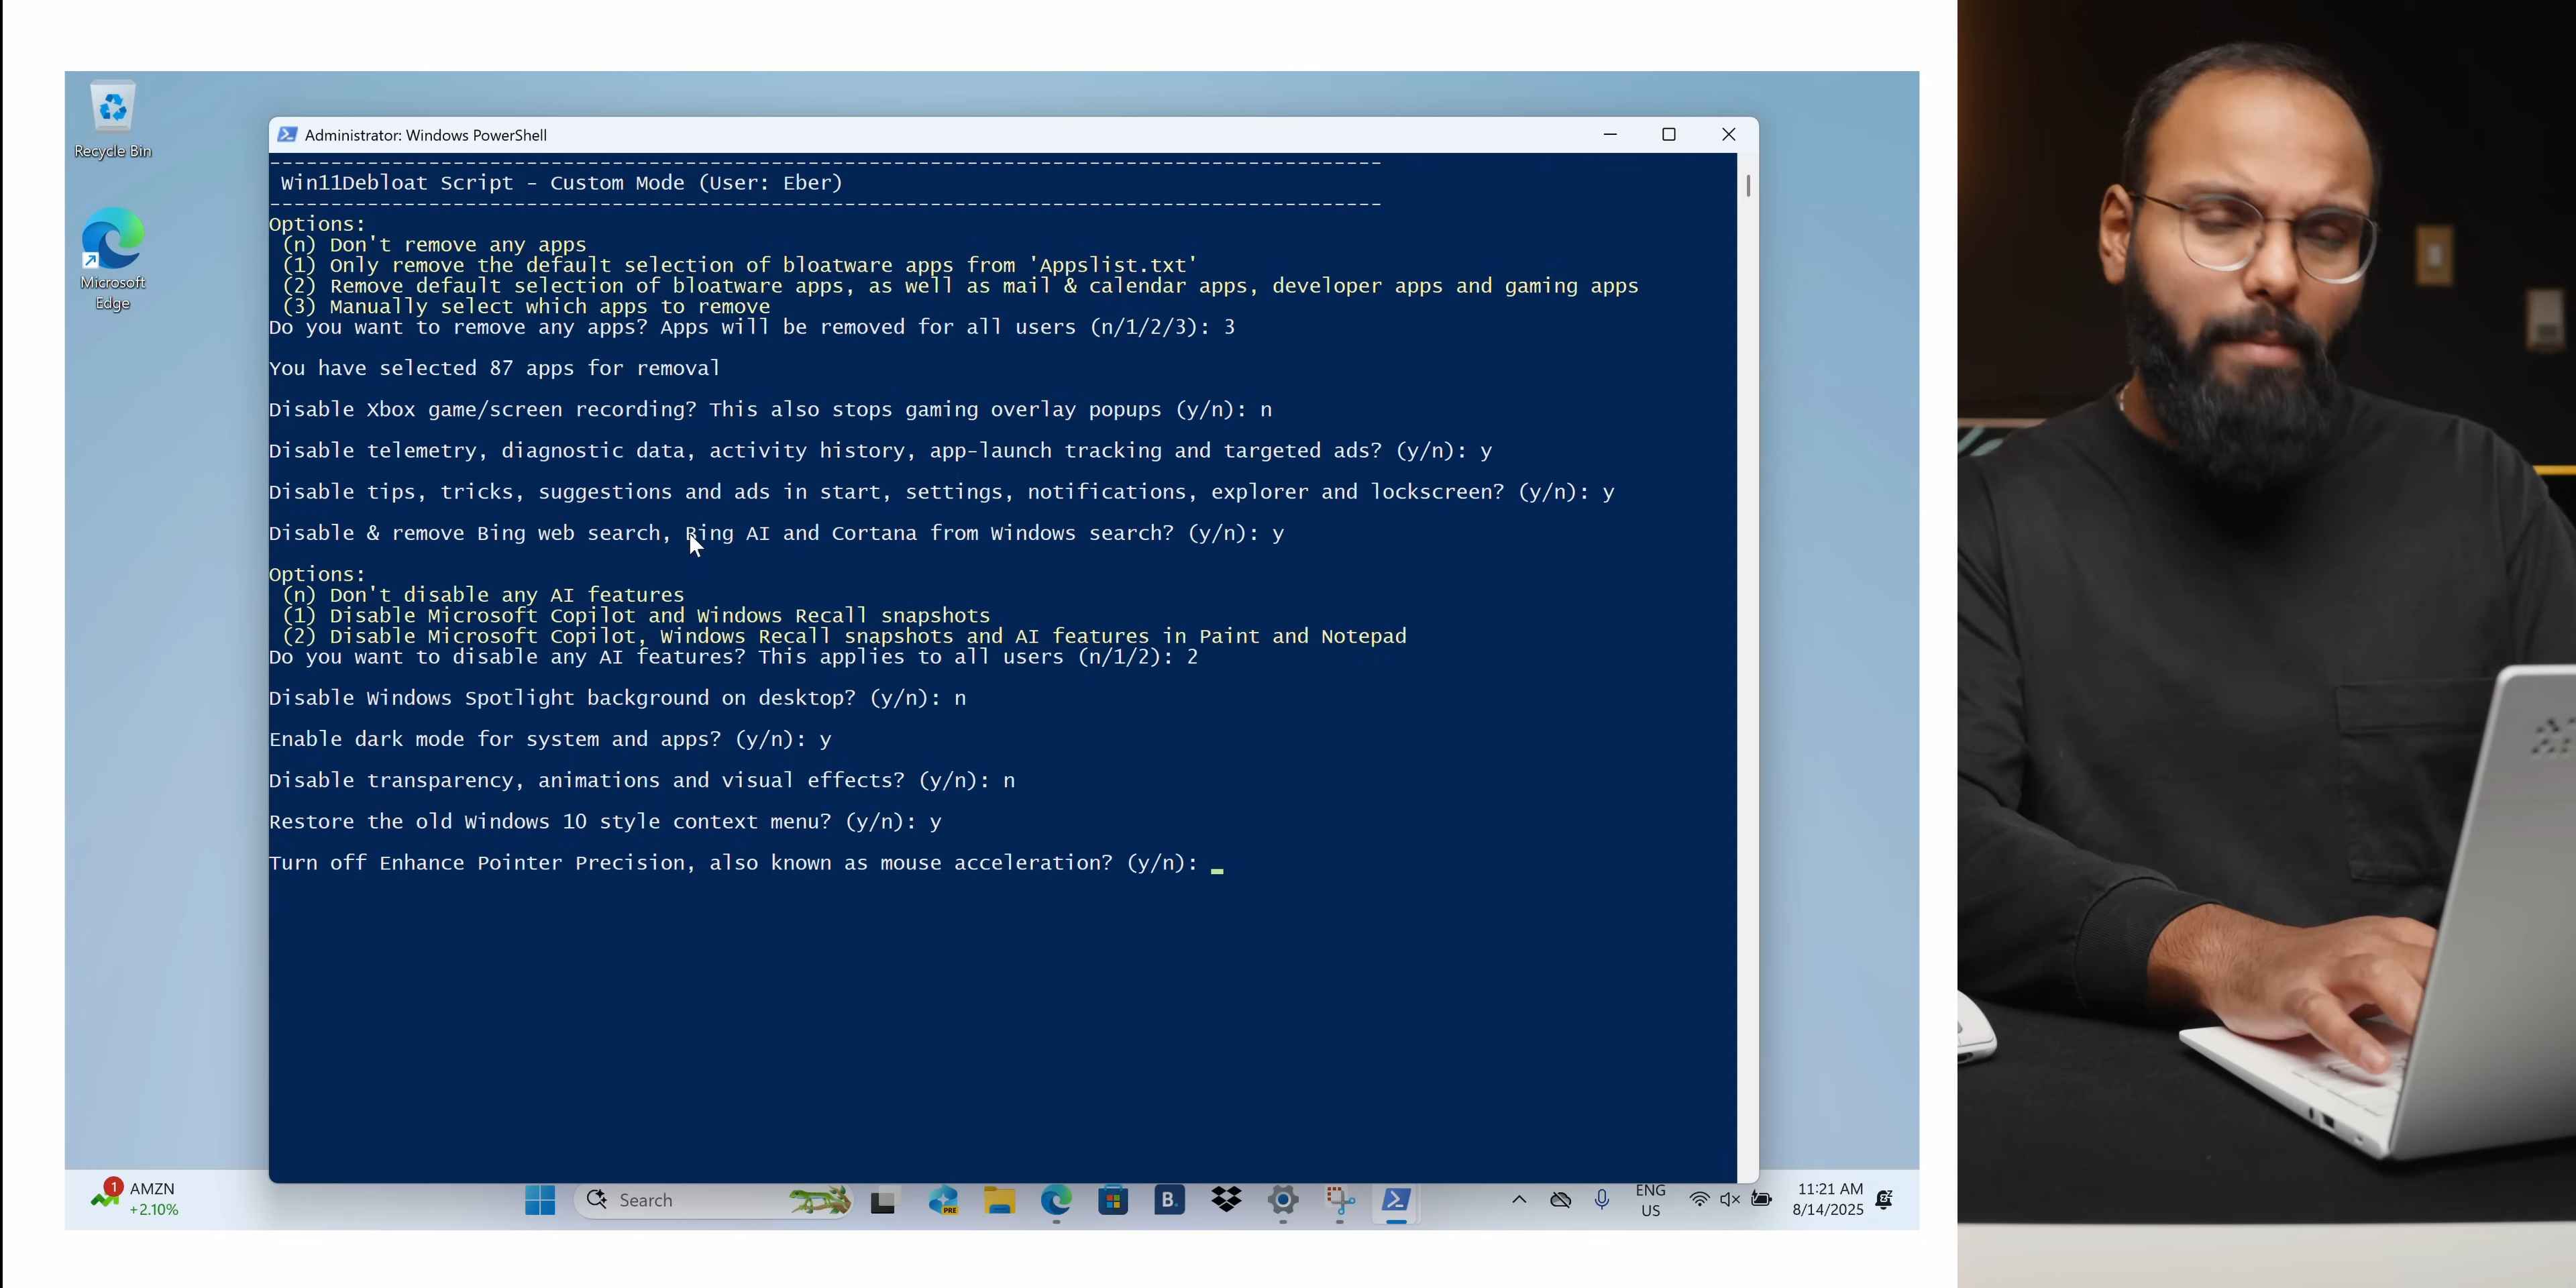 Recycle Bin
Microsoft
Edge
Administrator: Windows PowerShell
Win11Debloat Script - Custom Mode (User: Eber)
Options:
(n) Don't remove any apps
(1) Only remove the default selection of bloatware apps from 'Appslist.txt'
(2) Remove default selection of bloatware apps, as well as mail & calendar apps, developer apps and gaming apps
(3) Manually select which apps to remove
Do you want to remove any apps? Apps will be removed for all users (n/1/2/3): 3
You have selected 87 apps for removal
Disable Xbox game/screen recording? This also stops gaming overlay popups (y/n): n
Disable telemetry, diagnostic data, activity history, app-launch tracking and targeted ads? (y/n): y
Disable tips, tricks, suggestions and ads in start, settings, notifications, explorer and lockscreen? (y/n): y
Disable & remove Bing web search, Bing AI and Cortana from Windows search? (y/n): y
Options:
(n) Don't disable any AI features
(1) Disable Microsoft Copilot and Windows Recall snapshots
(2) Disable Microsoft Copilot, Windows Recall snapshots and AI features in Paint and Notepad
Do you want to disable any AI features? This applies to all users (n/1/2): 2
Disable Windows Spotlight background on desktop? (y/n): n
Enable dark mode for system and apps? (y/n): y
Disable transparency, animations and visual effects? (y/n): n
Restore the old Windows 10 style context menu? (y/n): y
Turn off Enhance Pointer Precision, also known as mouse acceleration? (y/n): _
1
AMZN
+2.10%
Search
PRE
B.
ENG
US
11:21 AM
8/14/2025